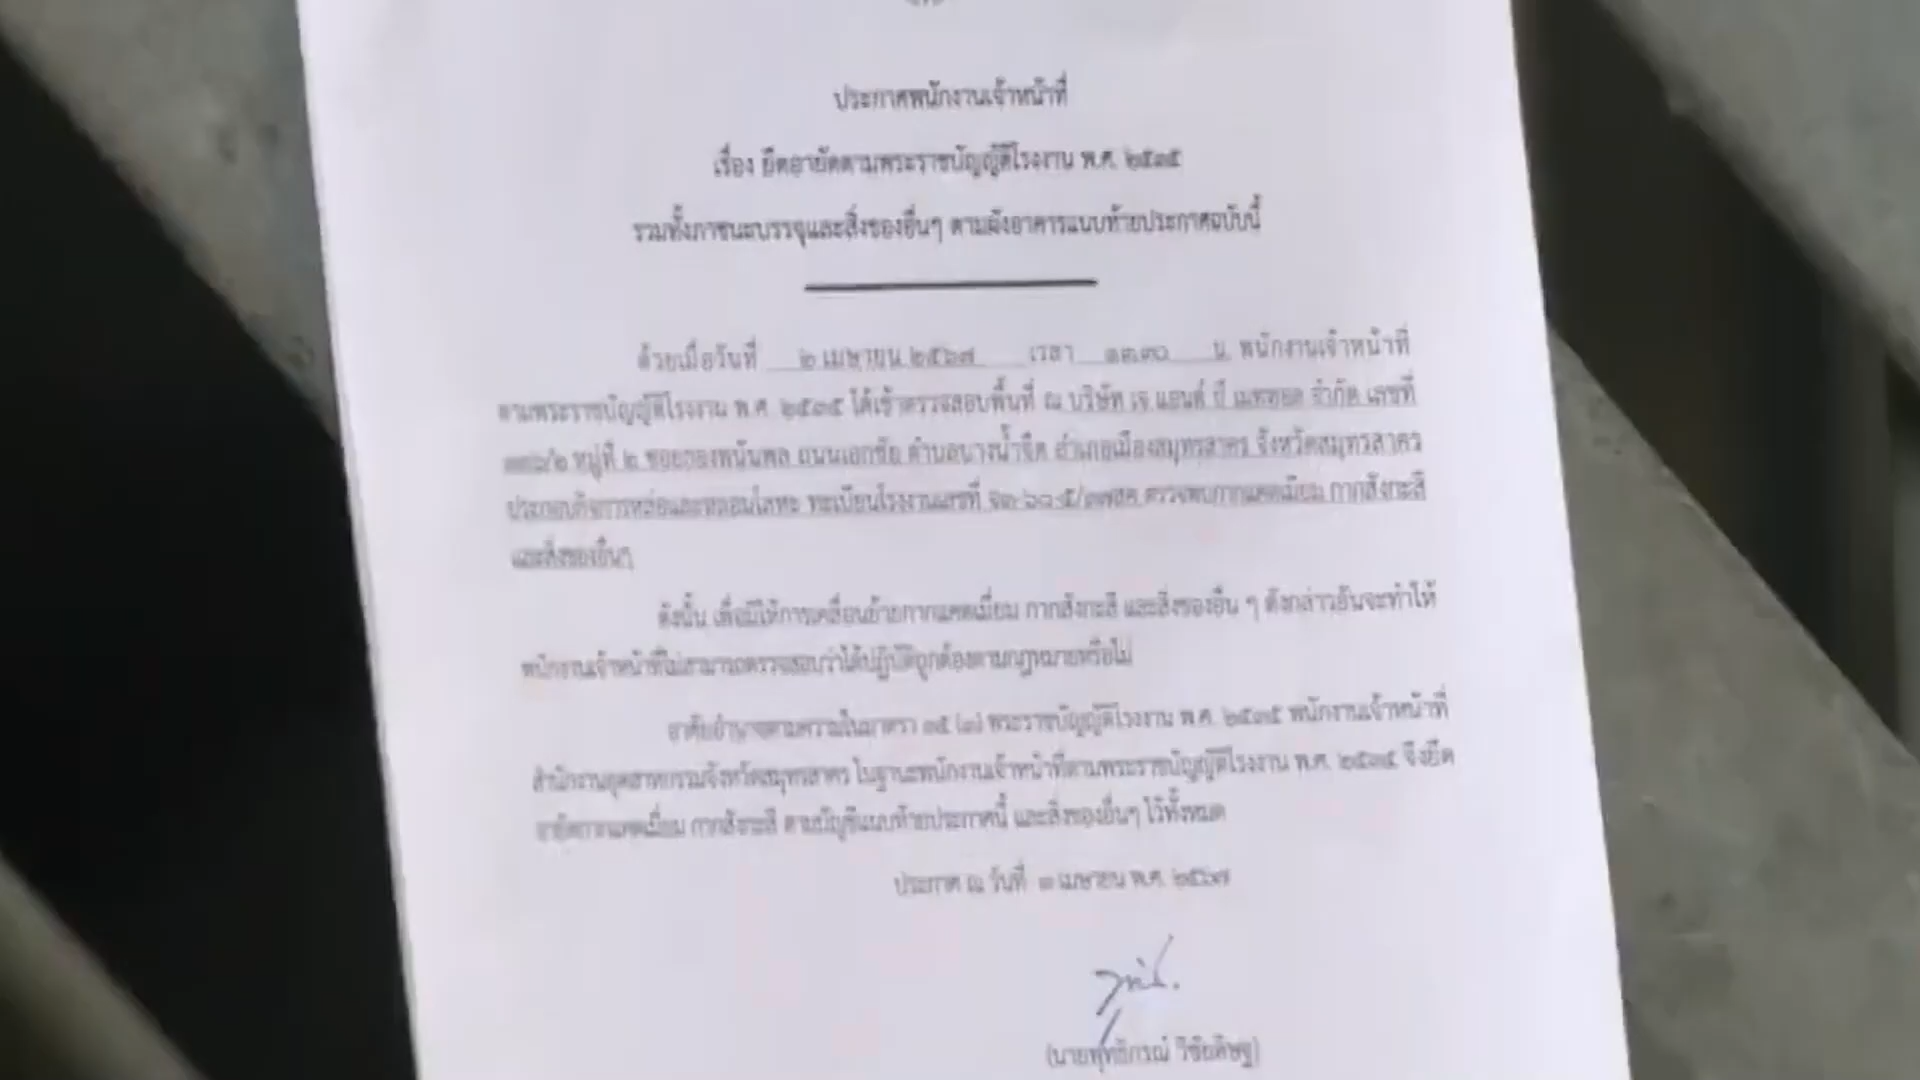 ประกาศพนักงานเจ้าหน้าที่
เรื่อง ยึดอายัดตามพระราชบัญญัติโรงงาน พ.ศ. ๒๕๓๕
รวมทั้งภาชนะบรรจุและสิ่งของอื่นๆ ตามผังอาคารแนบท้ายประกาศฉบับนี้
ด้วยเมื่อวันที่ ๒ เมษายน ๒๕๖๗ เวลา น. พนักงานเจ้าหน้าที่
ตามพระราชบัญญัติโรงงาน พ.ศ. ๒๕๓๕ ได้เข้าตรวจสอบพื้นที่ ณ บริษัท เจ แอนด์ บี เมททอล จำกัด เลขที่
หมู่ที่ ๒ ซอยกองพนันพล ถนนเอกชัย ตำบลบางน้ำจืด อำเภอเมืองสมุทรสาคร จังหวัดสมุทรสาคร
ประกอบกิจการหล่อและหลอมโลหะ ทะเบียนโรงงานเลขที่ ตรวจพบกากแคดเมียม กากสังกะสี
และสิ่งของอื่นๆ
ดังนั้น เพื่อมิให้การเคลื่อนย้ายกากแคดเมี่ยม กากสังกะสี และสิ่งของอื่น ๆ ดังกล่าวอันจะทำให้
พนักงานเจ้าหน้าที่ไม่สามารถตรวจสอบว่าได้ปฏิบัติถูกต้องตามกฎหมายหรือไม่
อาศัยอำนาจตามความในมาตรา ๓๕ พระราชบัญญัติโรงงาน พ.ศ. ๒๕๓๕ พนักงานเจ้าหน้าที่
สำนักงานอุตสาหกรรมจังหวัดสมุทรสาคร ในฐานะพนักงานเจ้าหน้าที่ตามพระราชบัญญัติโรงงาน พ.ศ. ๒๕๓๕ จึงยึด
อายัดกากแคดเมี่ยม กากสังกะสี ตามบัญชีแนบท้ายประกาศนี้ และสิ่งของอื่นๆ ไว้ทั้งหมด
ประกาศ ณ วันที่ เมษายน พ.ศ. ๒๕๖๗
(นายพุทธิกรณ์ วิชัยดิษฐ)